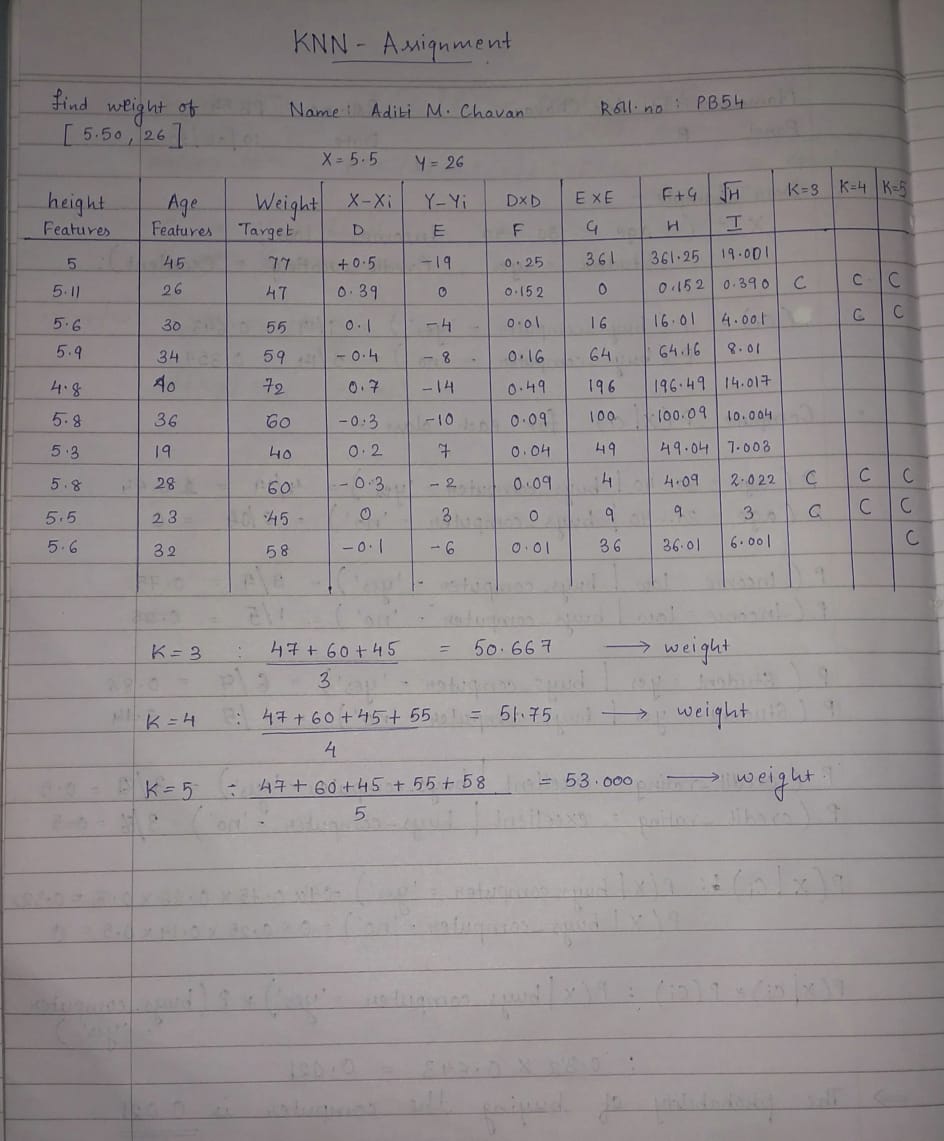 KNN - Assignment
find weight of Name: Aditi M. Chavan Roll.no : PB54
[ 5.50, 26 ]
X = 5.5 Y = 26
height Age Weight X-Xi Y-Yi D×D E×E F+G √H K=3 K=4 K=5
Features Features Target D E F G H I
5 45 77 +0.5 -19 0.25 361 361.25 19.001
5.11 26 47 0.39 0 0.152 0 0.152 0.390 C C C
5.6 30 55 0.1 -4 0.01 16 16.01 4.001 C C
5.9 34 59 -0.4 -8 0.16 64 64.16 8.01
4.8 40 72 0.7 -14 0.49 196 196.49 14.017
5.8 36 60 -0.3 -10 0.09 100 100.09 10.004
5.3 19 40 0.2 7 0.04 49 49.04 7.003
5.8 28 60 -0.3 -2 0.09 4 4.09 2.022 C C C
5.5 23 45 0 3 0 9 9 3 C C C
5.6 32 58 -0.1 -6 0.01 36 36.01 6.001 C
K=3 : 47+60+45 = 50.667 → weight
3
K=4 : 47+60+45+55 = 51.75 → weight
4
K=5 : 47+60+45+55+58 = 53.000 → weight.
5